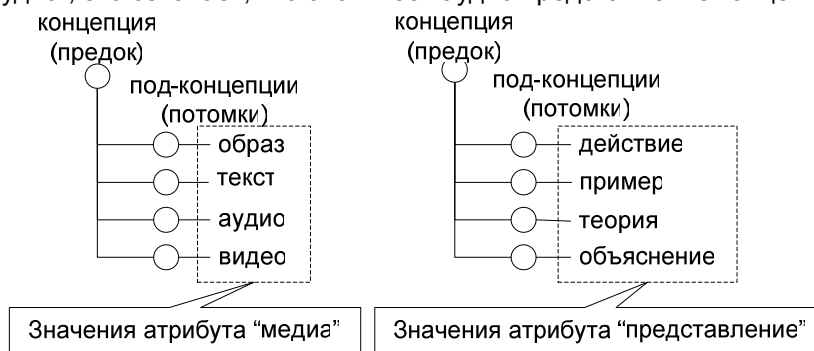 концепция
(предок)
под-концепции
(потомки)
образ
текст
аудио
видео
Значения атрибута “медиа”
концепция
(предок)
под-концепции
(потомки)
действие
пример
теория
объяснение
Значения атрибута “представление”